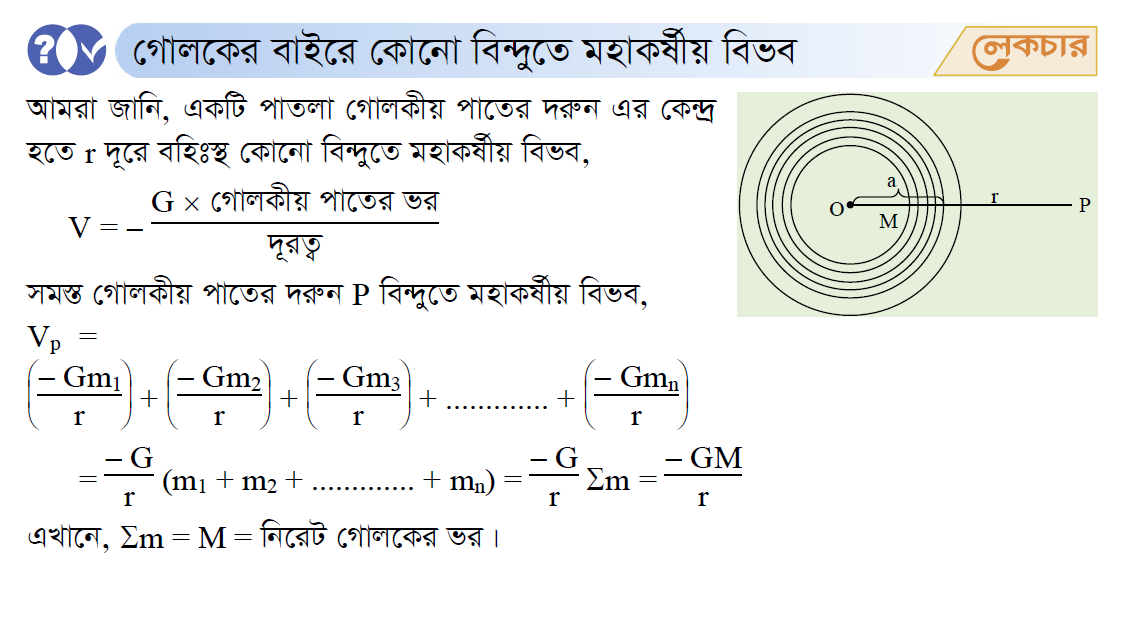 ?
গোলকের বাইরে কোনো বিন্দুতে মহাকর্ষীয় বিভব
লেকচার
আমরা জানি, একটি পাতলা গোলকীয় পাতের দরুন এর কেন্দ্র
হতে r দূরে বহিঃস্থ কোনো বিন্দুতে মহাকর্ষীয় বিভব,
V = – G × গোলকীয় পাতের ভর / দূরত্ব
সমস্ত গোলকীয় পাতের দরুন P বিন্দুতে মহাকর্ষীয় বিভব,
Vₚ =
(– Gm₁ / r) + (– Gm₂ / r) + (– Gm₃ / r) + ............. + (– Gmₙ / r)
= – G / r (m₁ + m₂ + ............. + mₙ) = – G / r Σm = – GM / r
এখানে, Σm = M = নিরেট গোলকের ভর।
a
O
M
r
P